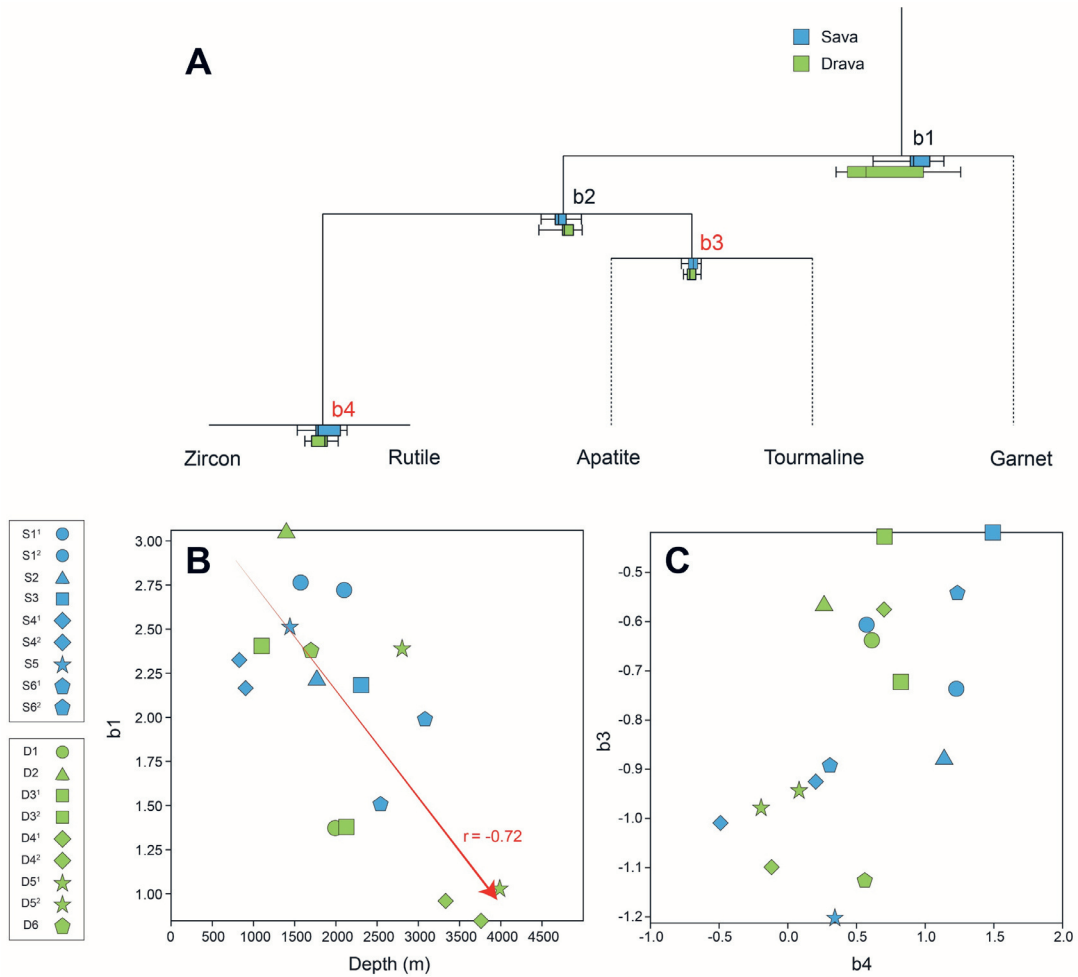 A
Sava
Drava
b1
b2
b3
b4
Zircon
Rutile
Apatite
Tourmaline
Garnet
S1¹
S1²
S2
S3
S4¹
S4²
S5
S6¹
S6²
D1
D2
D3¹
D3²
D4¹
D4²
D5¹
D5²
D6
B
b1
3.00
2.75
2.50
2.25
2.00
1.75
1.50
1.25
1.00
r = -0.72
0 500 1000 1500 2000 2500 3000 3500 4000 4500
Depth (m)
C
b3
-0.5
-0.6
-0.7
-0.8
-0.9
-1.0
-1.1
-1.2
-1.0 -0.5 0.0 0.5 1.0 1.5 2.0
b4